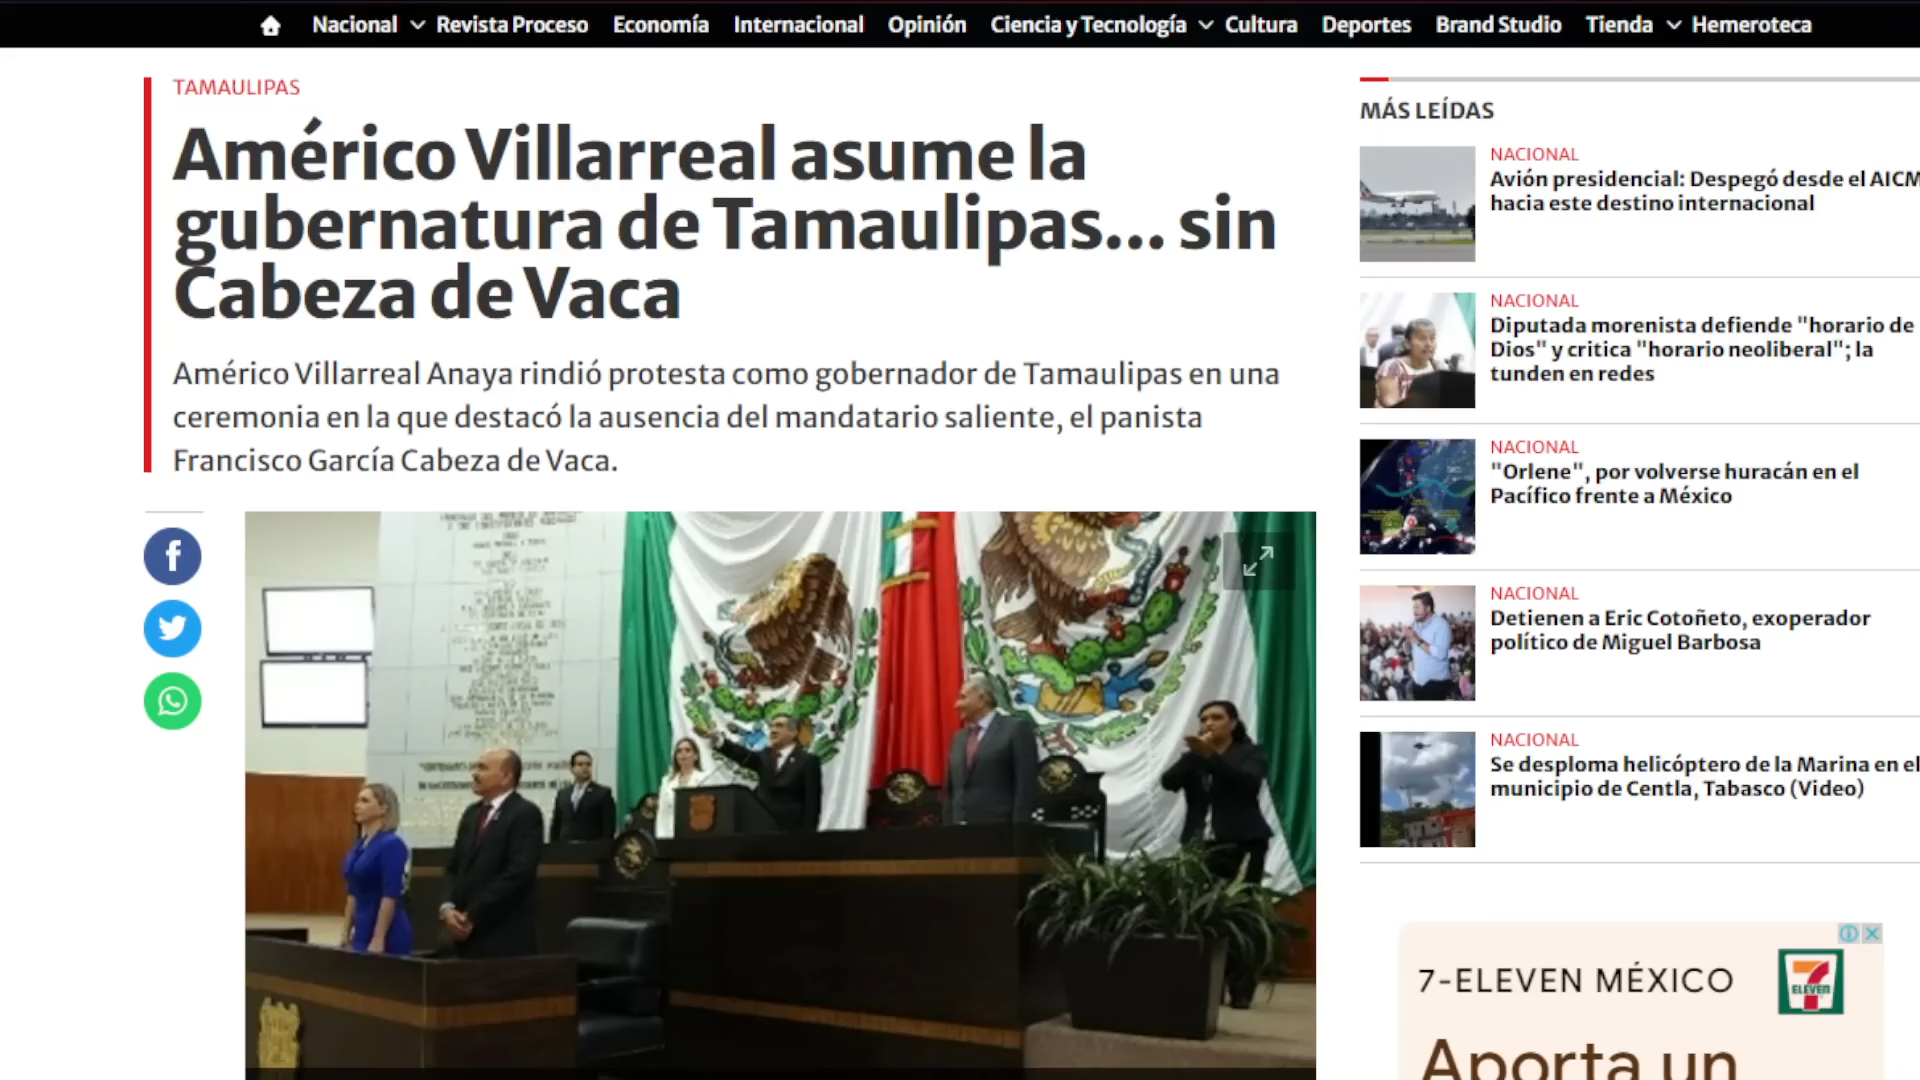 Nacional Revista Proceso Economía Internacional Opinión Ciencia y Tecnología Cultura Deportes Brand Studio Tienda Hemeroteca
TAMAULIPAS
Américo Villarreal asume la
gubernatura de Tamaulipas... sin
Cabeza de Vaca
Américo Villarreal Anaya rindió protesta como gobernador de Tamaulipas en una
ceremonia en la que destacó la ausencia del mandatario saliente, el panista
Francisco García Cabeza de Vaca.
MÁS LEÍDAS
NACIONAL
Avión presidencial: Despegó desde el AICM
hacia este destino internacional
NACIONAL
Diputada morenista defiende "horario de
Dios" y critica "horario neoliberal"; la
tunden en redes
NACIONAL
"Orlene", por volverse huracán en el
Pacífico frente a México
NACIONAL
Detienen a Eric Cotoñeto, exoperador
político de Miguel Barbosa
NACIONAL
Se desploma helicóptero de la Marina en el
municipio de Centla, Tabasco (Video)
7-ELEVEN MÉXICO
7
ELEVEN
Aporta un